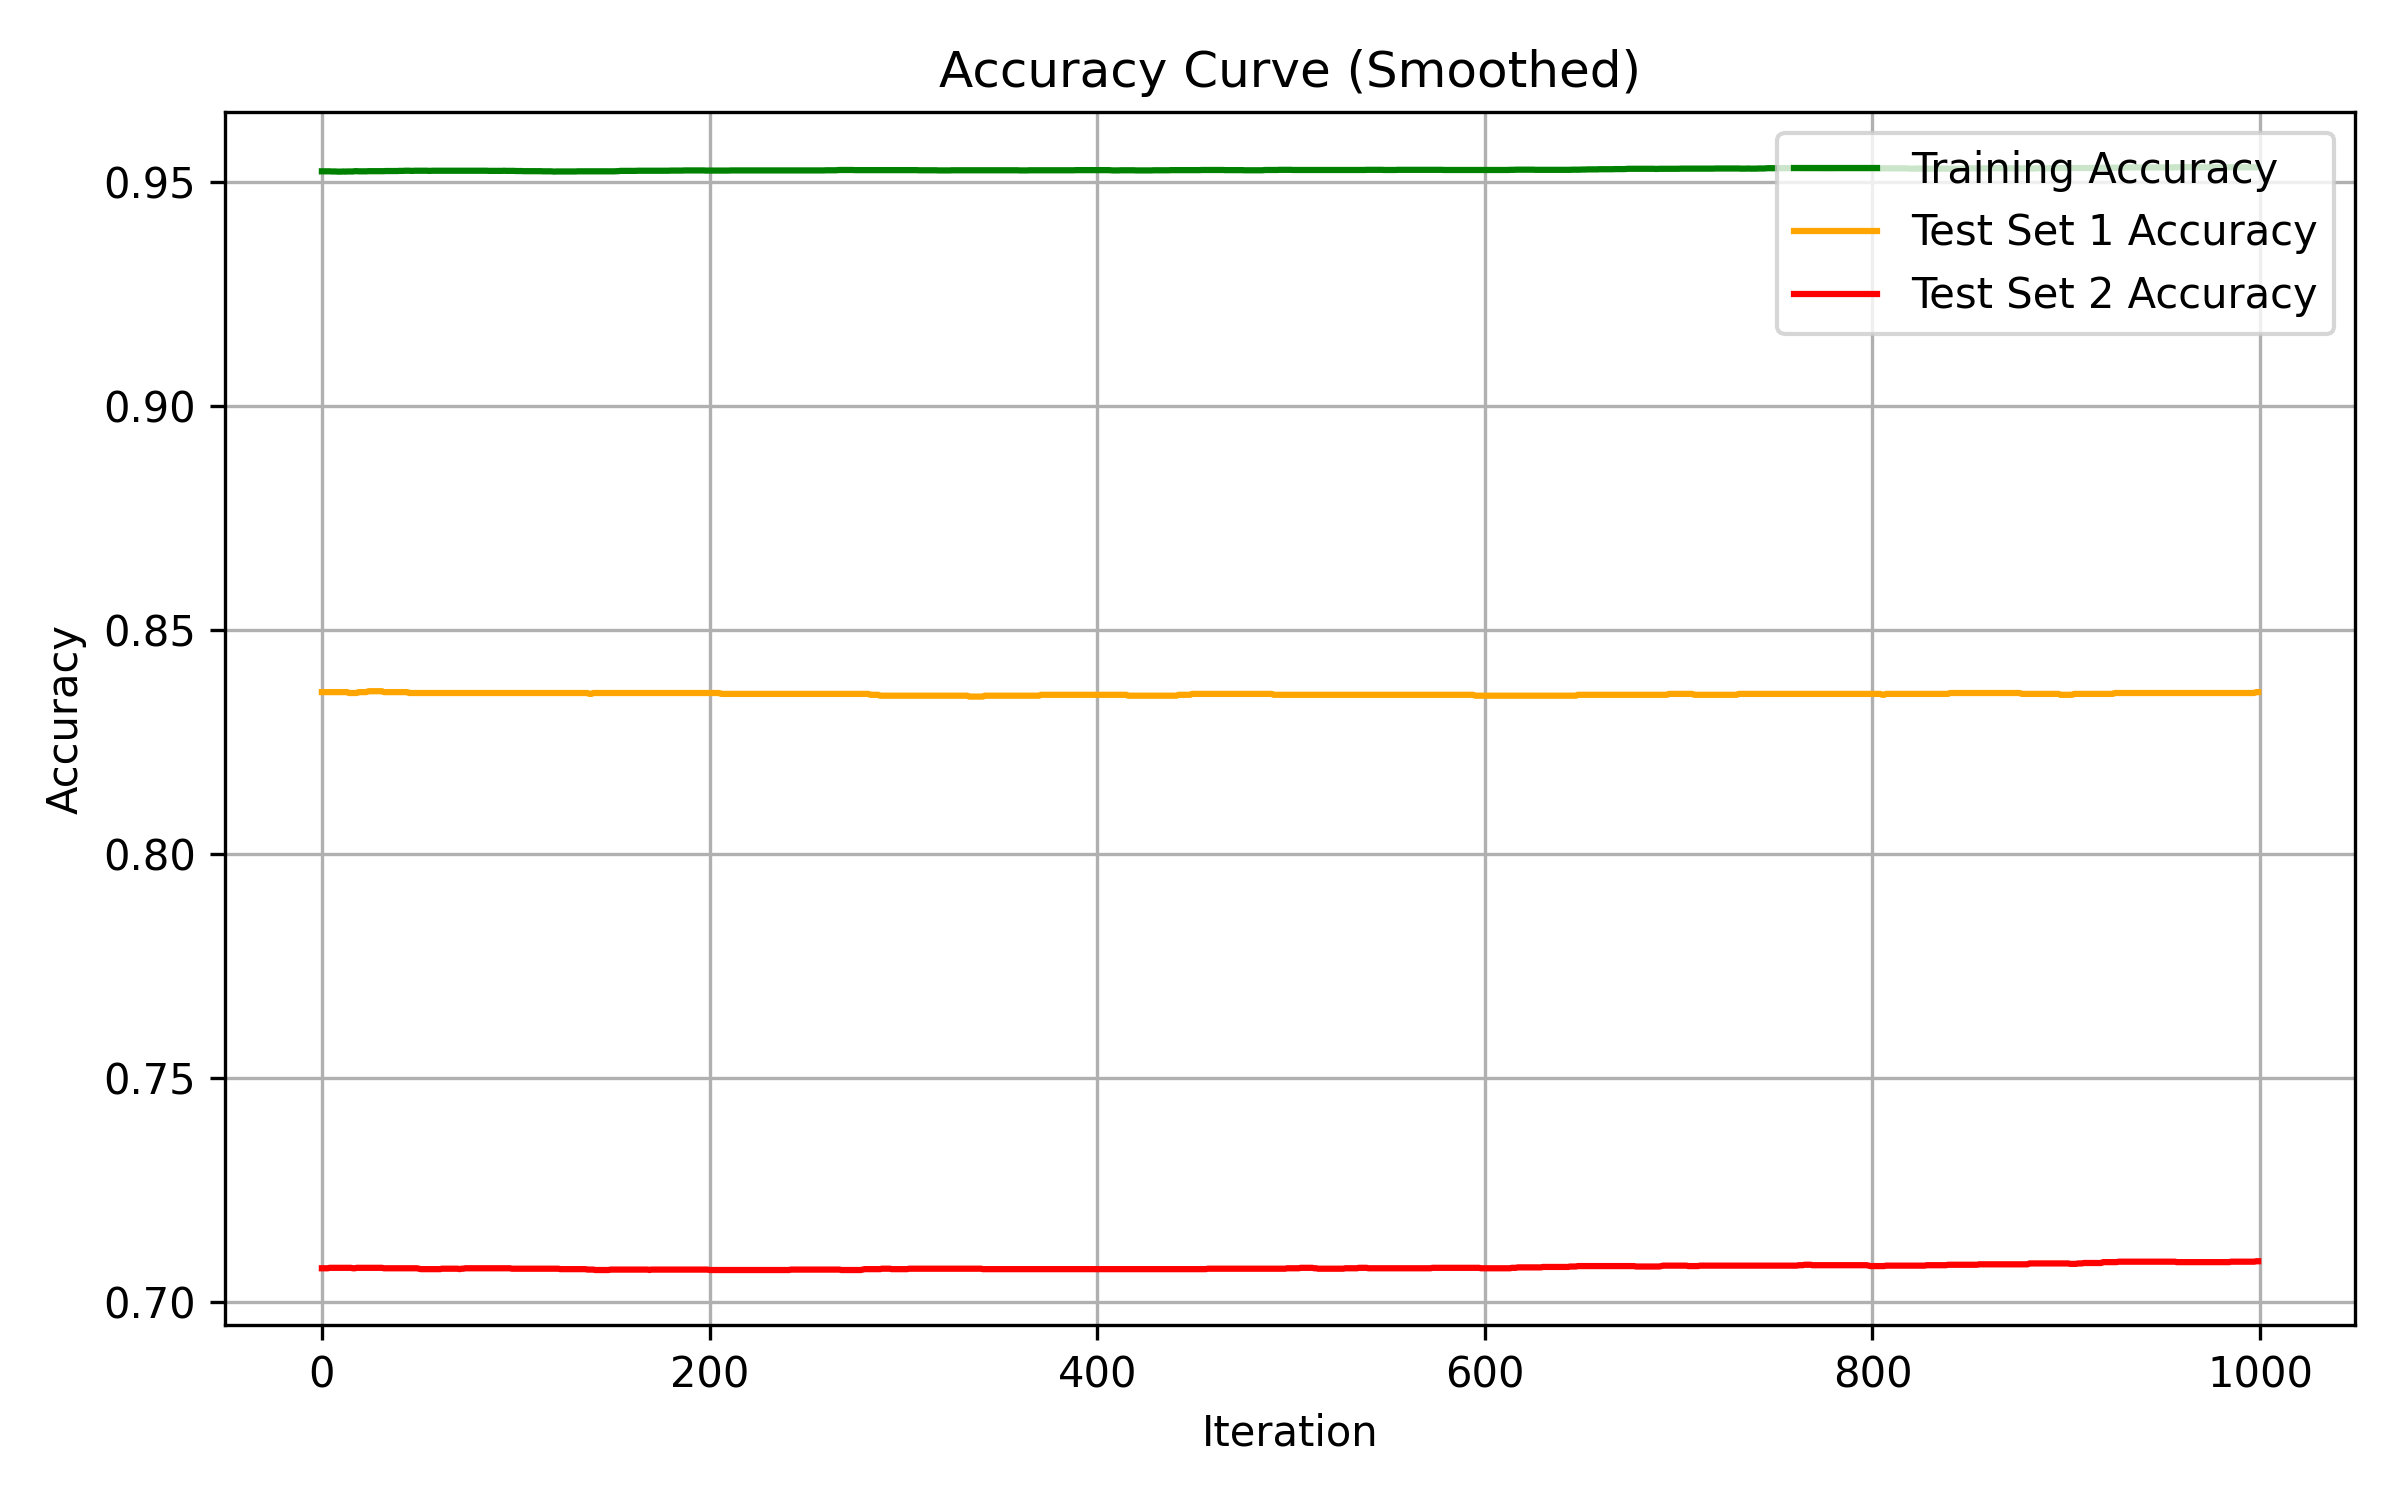 Accuracy Curve (Smoothed)
Training Accuracy
Test Set 1 Accuracy
Test Set 2 Accuracy
Accuracy
0.95
0.90
0.85
0.80
0.75
0.70
0 200 400 600 800 1000
Iteration